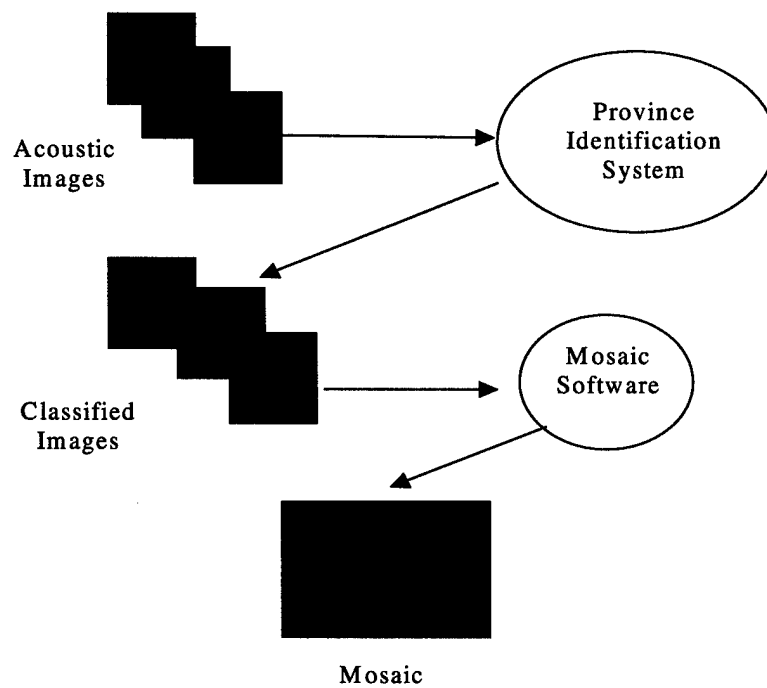 Acoustic
Images
Province
Identification
System
Classified
Images
Mosaic
Software
Mosaic